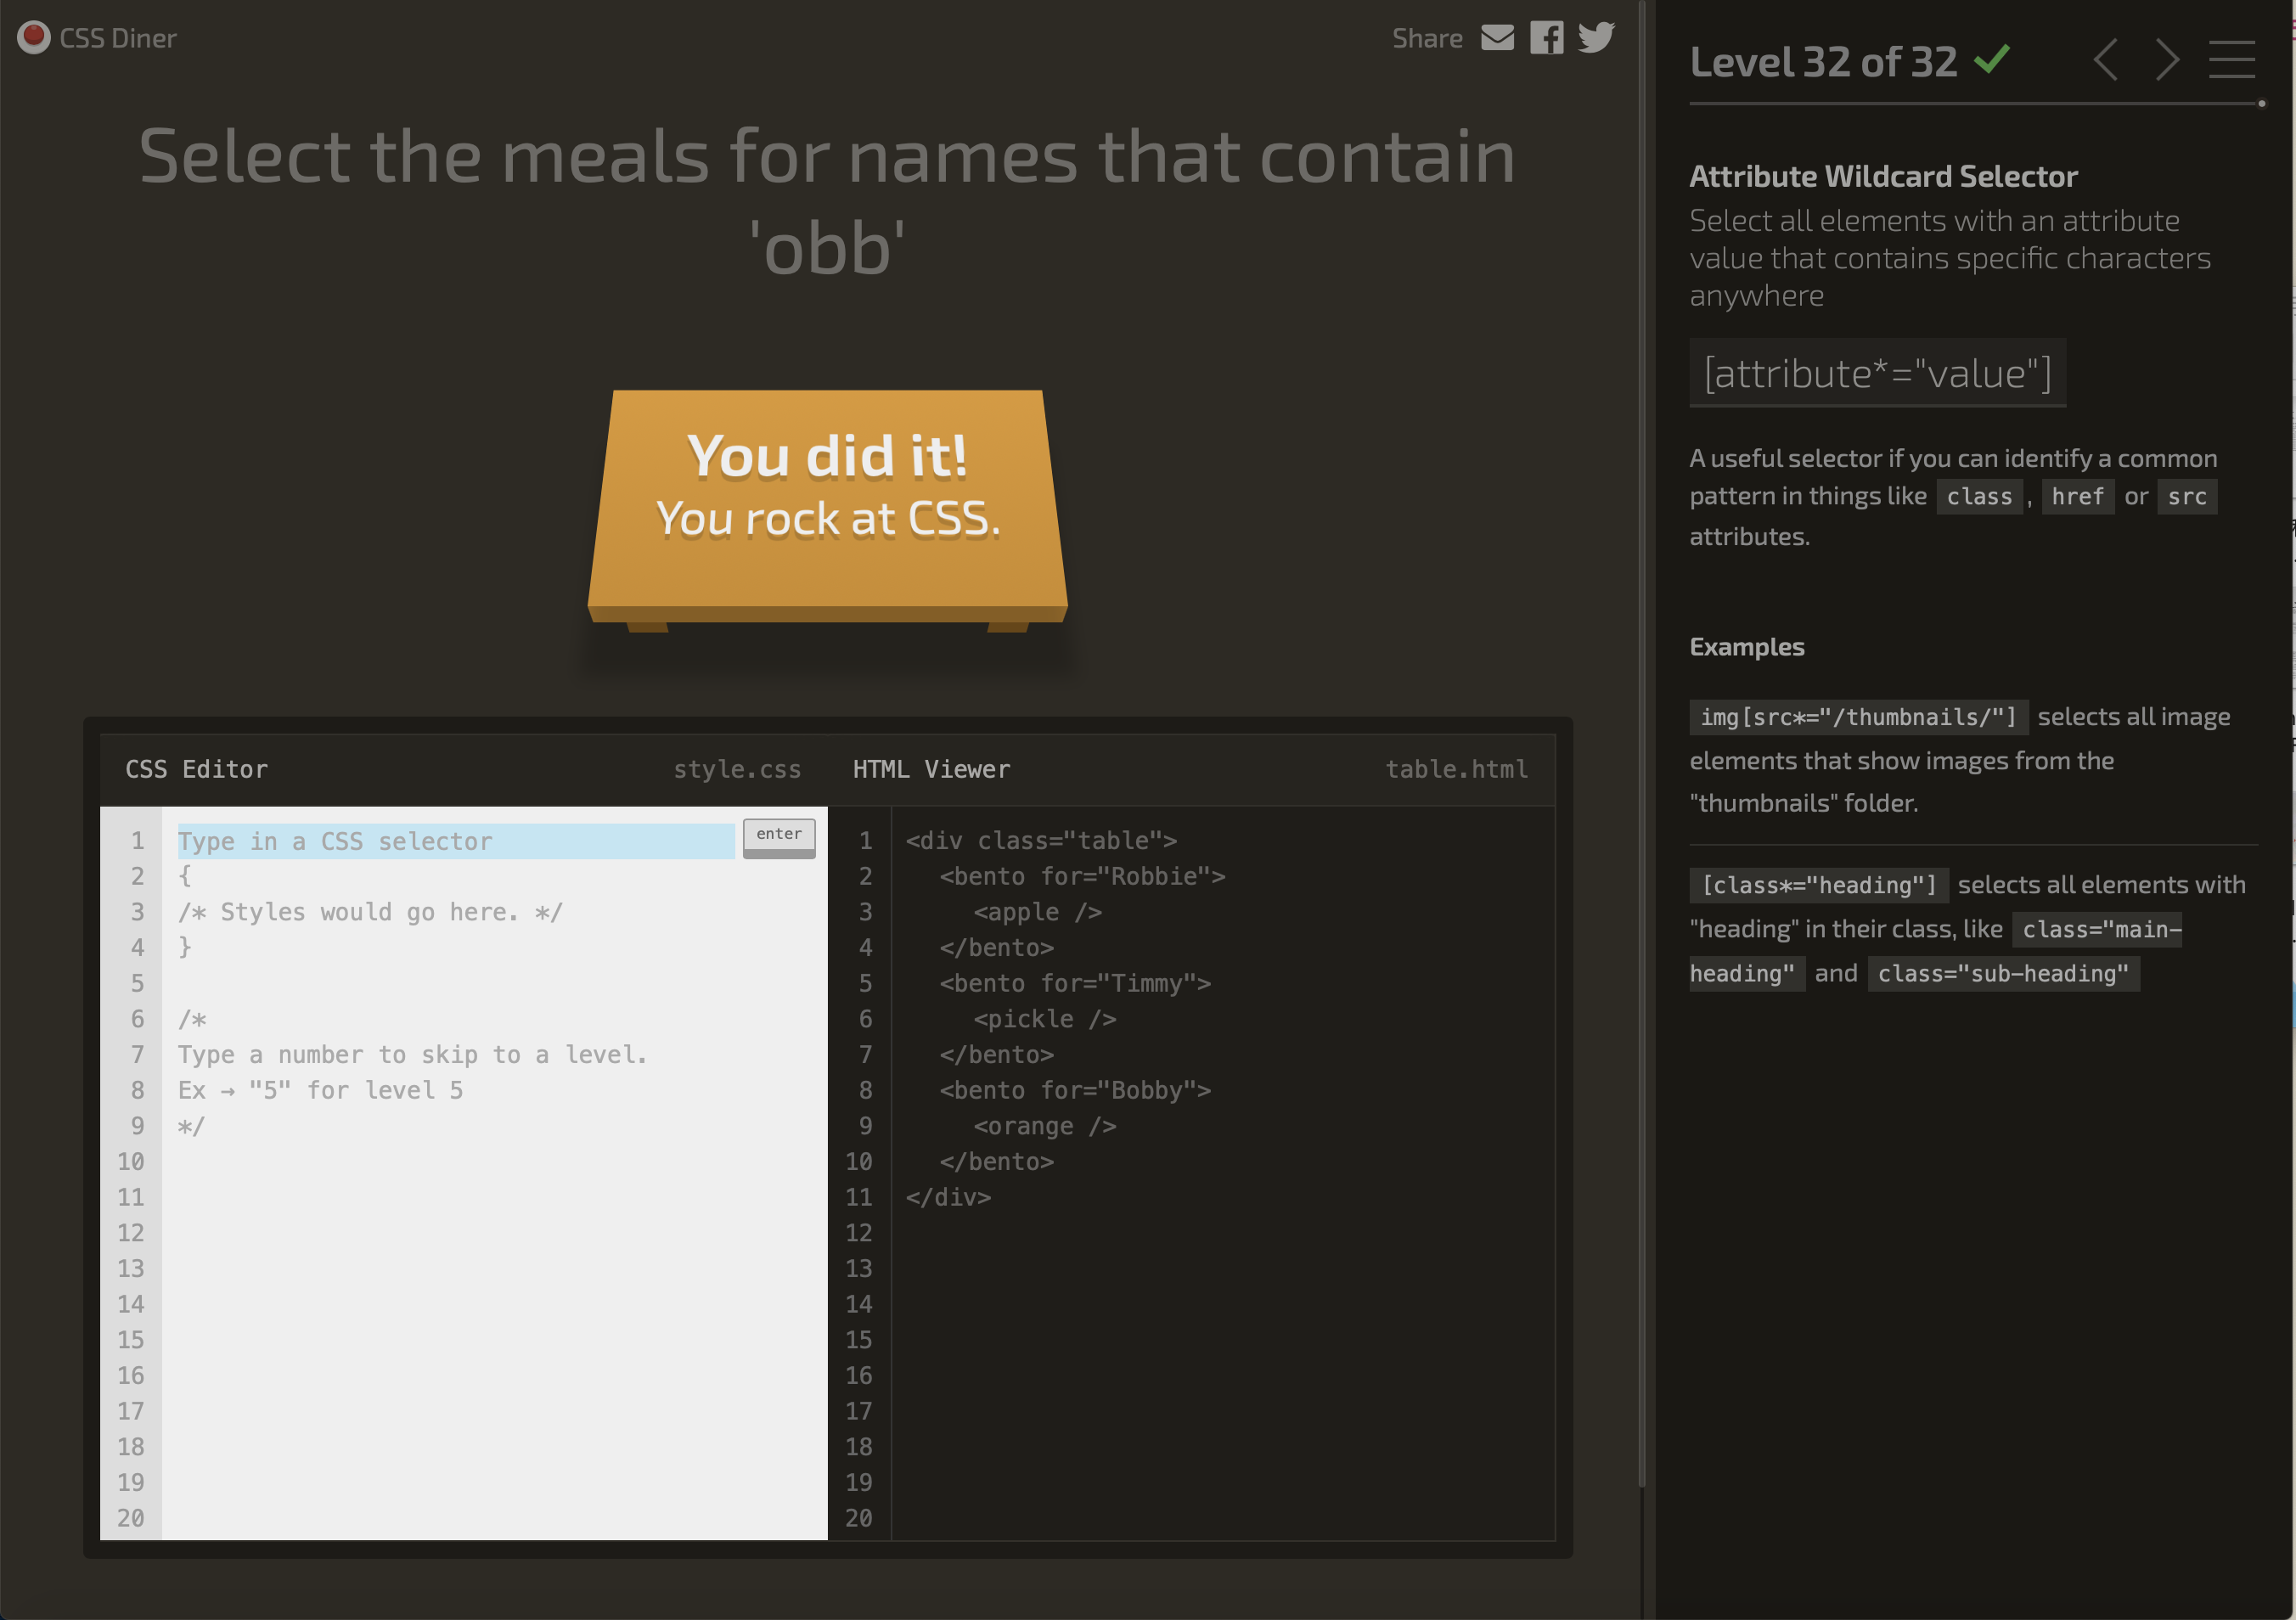 CSS Diner
Share
Select the meals for names that contain
'obb'
You did it!
You rock at CSS.
CSS Editor
style.css
HTML Viewer
table.html
1
2
3
4
5
6
7
8
9
10
11
12
13
14
15
16
17
18
19
20
Type in a CSS selector
enter
{
/* Styles would go here. */
}
/*
Type a number to skip to a level.
Ex → "5" for level 5
*/
1
2
3
4
5
6
7
8
9
10
11
12
13
14
15
16
17
18
19
20
<div class="table">
<bento for="Robbie">
<apple />
</bento>
<bento for="Timmy">
<pickle />
</bento>
<bento for="Bobby">
<orange />
</bento>
</div>
Level 32 of 32
Attribute Wildcard Selector
Select all elements with an attribute
value that contains specific characters
anywhere
[attribute*="value"]
A useful selector if you can identify a common
pattern in things like class , href or src
attributes.
Examples
img[src*="/thumbnails/"] selects all image
elements that show images from the
"thumbnails" folder.
[class*="heading"] selects all elements with
"heading" in their class, like class="main-
heading" and class="sub-heading"